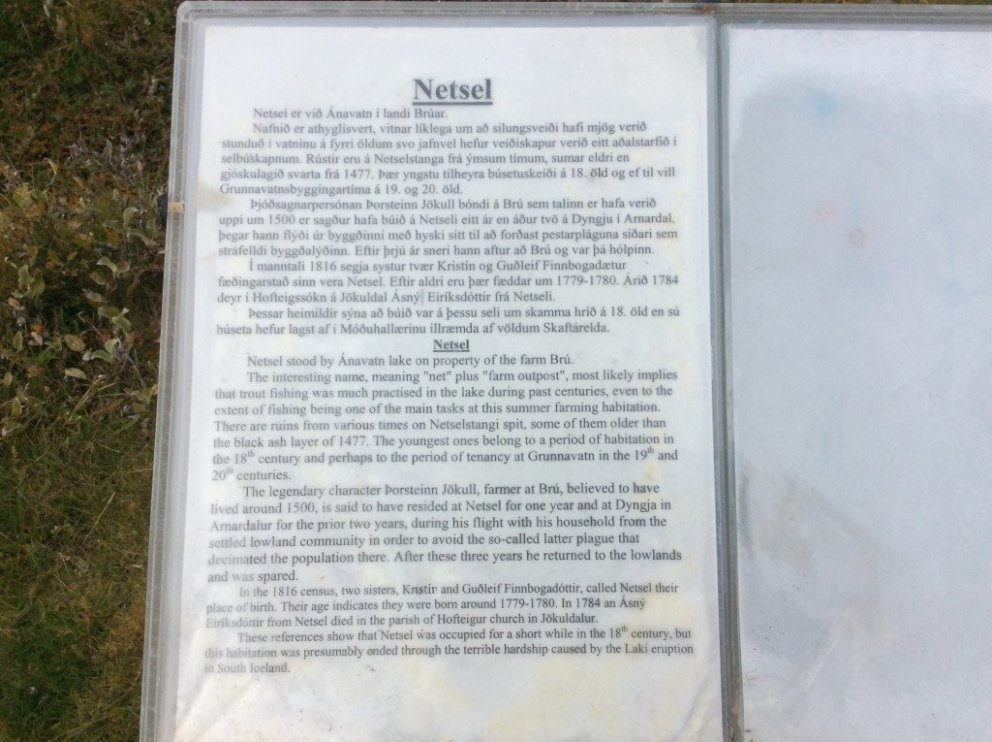 Netsel
Netsel er við Ánavatn í landi Brúar.
Nafnið er athyglisvert, vitnar líklega um að silungsveiði hafi mjög verið
stunduð í vatninu á fyrri öldum svo jafnvel hefur veiðiskapur verið eitt aðalstarfið í
selbúskapnum. Rústir eru á Netselstanga frá ýmsum tímum, sumar eldri en
gjóskulagið svarta frá 1477. Þær yngstu tilheyra búsetuskeiði á 18. öld og ef til vill
Grunnavatnsbyggingartíma á 19. og 20. öld.
Þjóðsagnarpersónan Þorsteinn Jökull bóndi á Brú sem talinn er hafa verið
uppi um 1500 er sagður hafa búið á Netseli eitt ár en áður tvö á Dyngju í Arnardal,
þegar hann flýði úr byggðinni með hyski sitt til að forðast pestarpláguna síðari sem
stráfelldi byggðalýðinn. Eftir þrjú ár sneri hann aftur að Brú og var þá hólpinn.
Í manntali 1816 segja systur tvær Kristín og Guðleif Finnbogadætur
fæðingarstað sinn vera Netsel. Eftir aldri eru þær fæddar um 1779-1780. Árið 1784
deyr í Hofteigssókn á Jökuldal Ásný Eiríksdóttir frá Netseli.
Þessar heimildir sýna að búið var á þessu seli um skamma hríð á 18. öld en sú
búseta hefur lagst af í Móðuhallærinu illræmda af völdum Skaftárelda.
Netsel
Netsel stood by Ánavatn lake on property of the farm Brú.
The interesting name, meaning "net" plus "farm outpost", most likely implies
that trout fishing was much practised in the lake during past centuries, even to the
extent of fishing being one of the main tasks at this summer farming habitation.
There are ruins from various times on Netselstangi spit, some of them older than
the black ash layer of 1477. The youngest ones belong to a period of habitation in
the 18th century and perhaps to the period of tenancy at Grunnavatn in the 19th and
20th centuries.
The legendary character Þorsteinn Jökull, farmer at Brú, believed to have
lived around 1500, is said to have resided at Netsel for one year and at Dyngja in
Arnardalur for the prior two years, during his flight with his household from the
settled lowland community in order to avoid the so-called latter plague that
decimated the population there. After these three years he returned to the lowlands
and was spared.
In the 1816 census, two sisters, Kristín and Guðleif Finnbogadóttir, called Netsel their
place of birth. Their age indicates they were born around 1779-1780. In 1784 an Ásný
Eiríksdóttir from Netsel died in the parish of Hofteigur church in Jökuldalur.
These references show that Netsel was occupied for a short while in the 18th century, but
this habitation was presumably ended through the terrible hardship caused by the Laki eruption
in South Iceland.